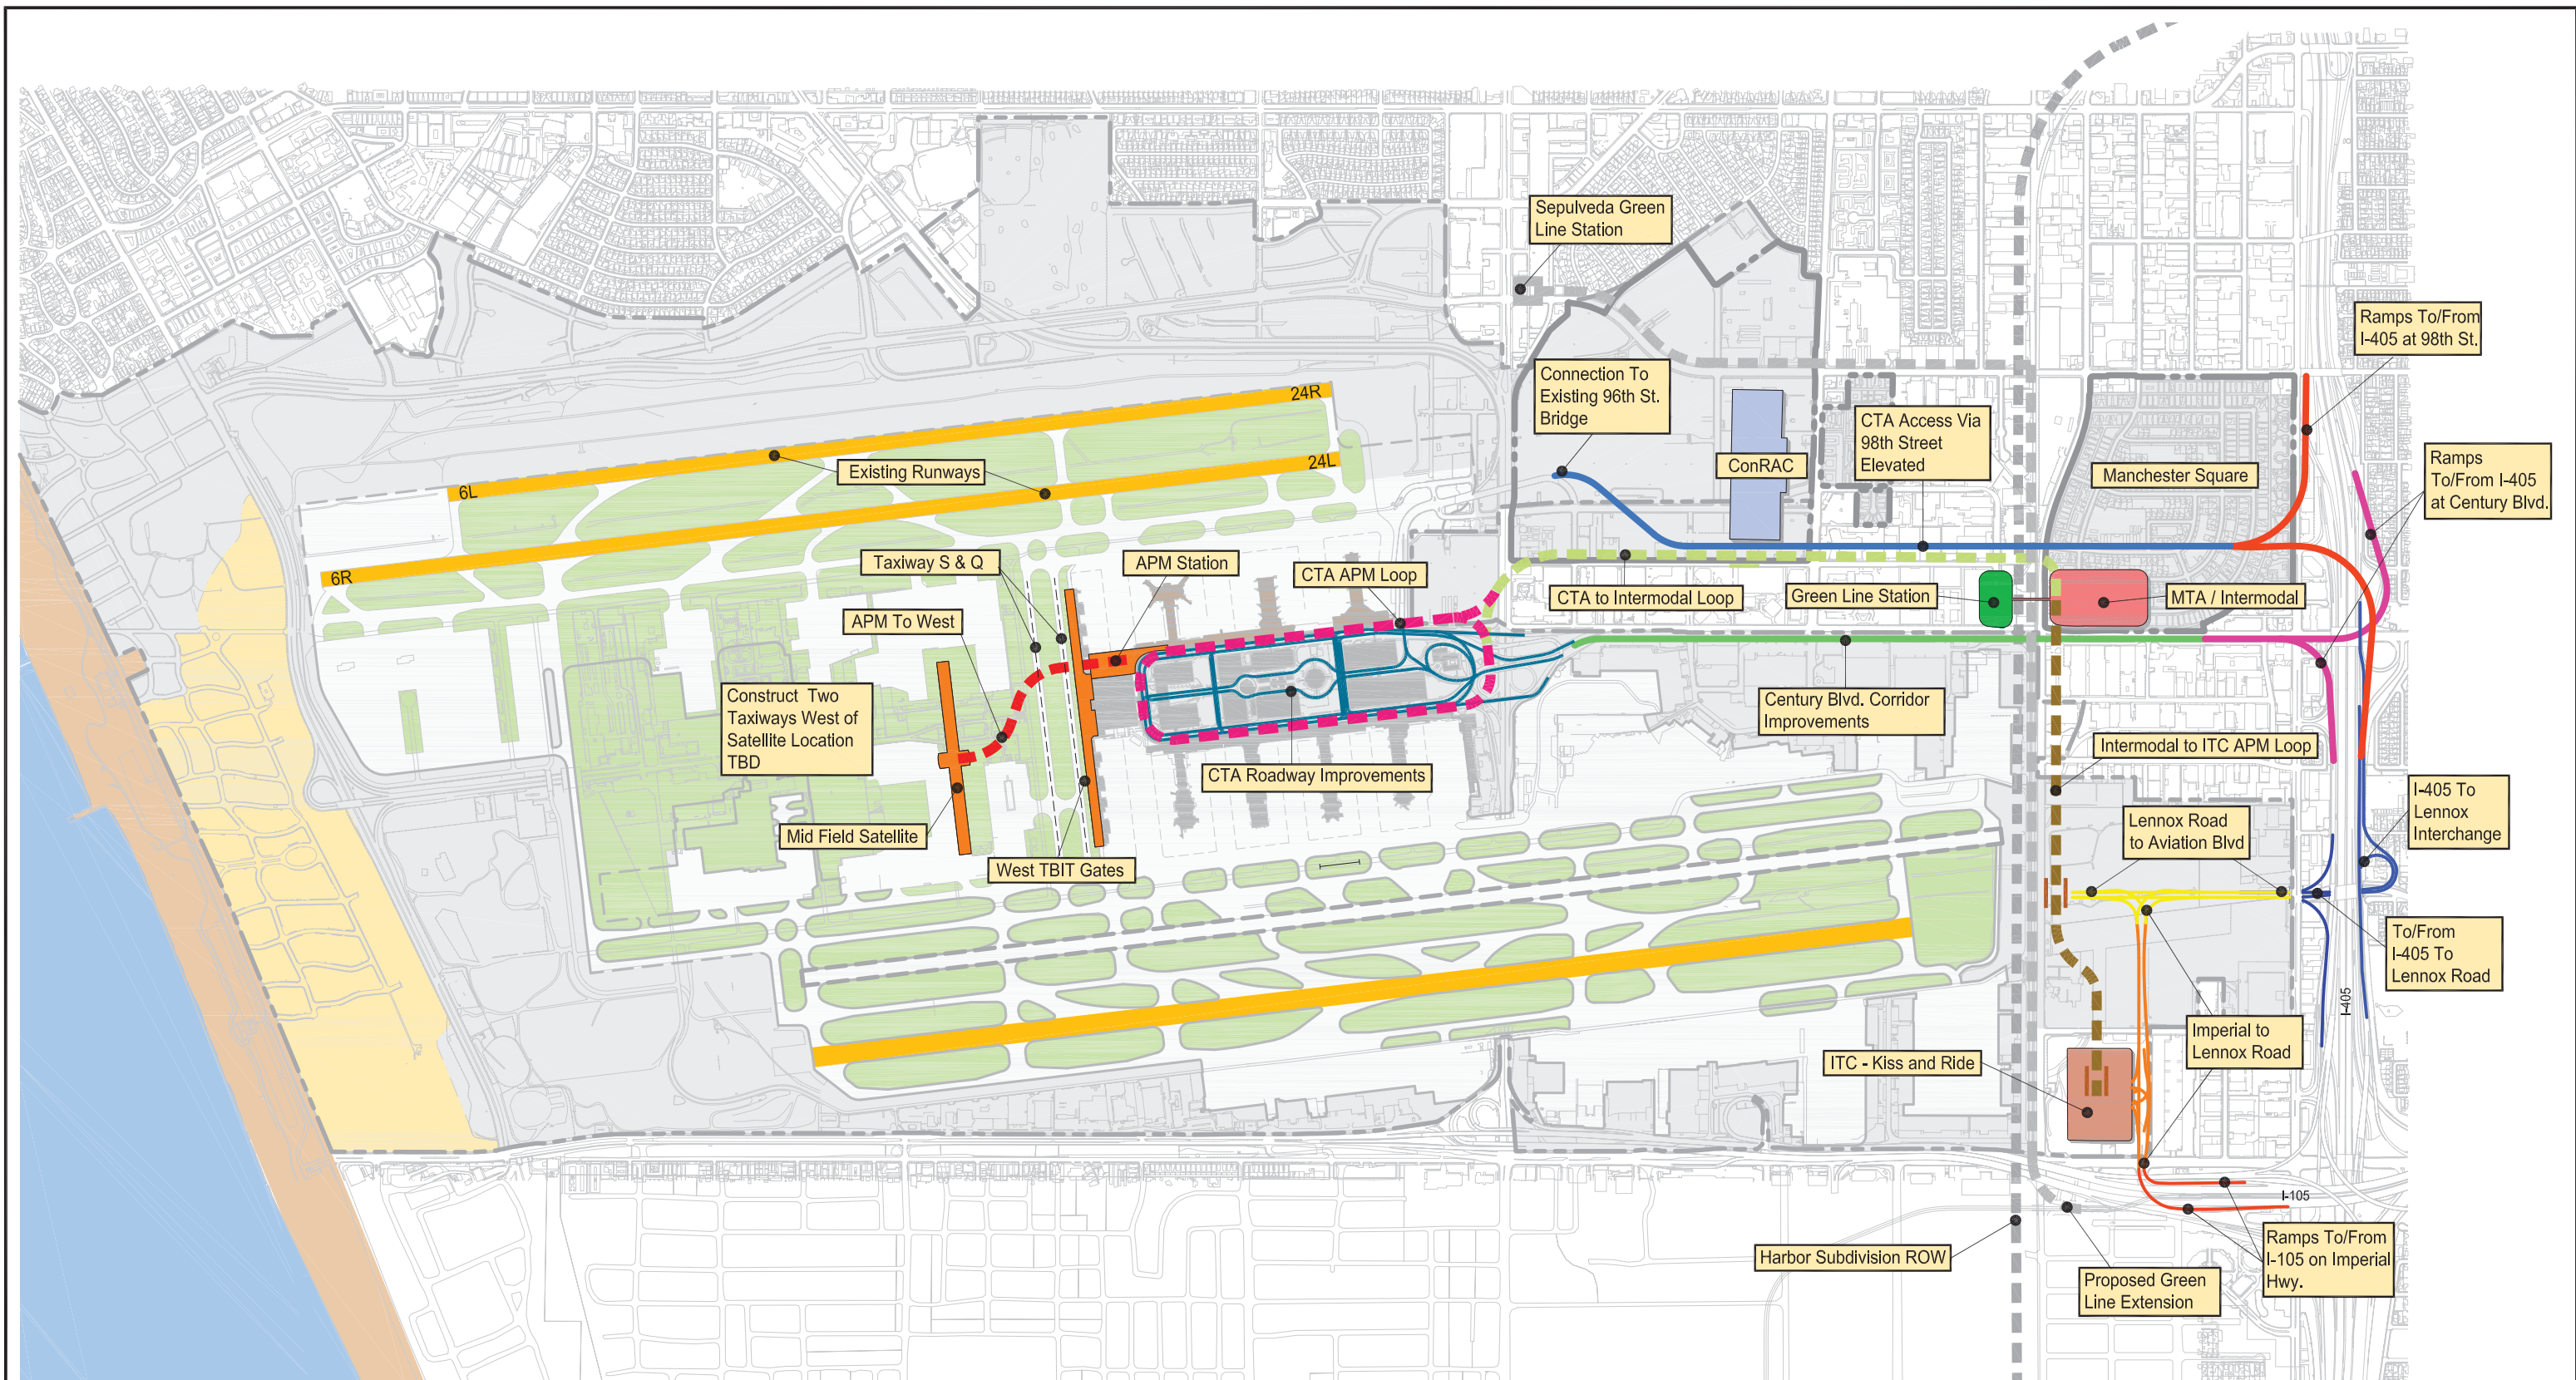 Sepulveda Green
Line Station
Ramps To/From
I-405 at 98th St.
Connection To
Existing 96th St.
Bridge
24R
CTA Access Via
98th Street
Elevated
Ramps
To/From I-405
at Century Blvd.
24L
Existing Runways
6L
ConRAC
Manchester Square
6R
Taxiway S & Q
APM Station
CTA APM Loop
CTA to Intermodal Loop
Green Line Station
MTA / Intermodal
APM To West
Construct Two
Taxiways West of
Satellite Location
TBD
Century Blvd. Corridor
Improvements
Intermodal to ITC APM Loop
CTA Roadway Improvements
I-405 To
Lennox
Interchange
Mid Field Satellite
Lennox Road
to Aviation Blvd
West TBIT Gates
To/From
I-405 To
Lennox Road
I-405
Imperial to
Lennox Road
ITC - Kiss and Ride
I-105
Harbor Subdivision ROW
Ramps To/From
I-105 on Imperial
Hwy.
Proposed Green
Line Extension